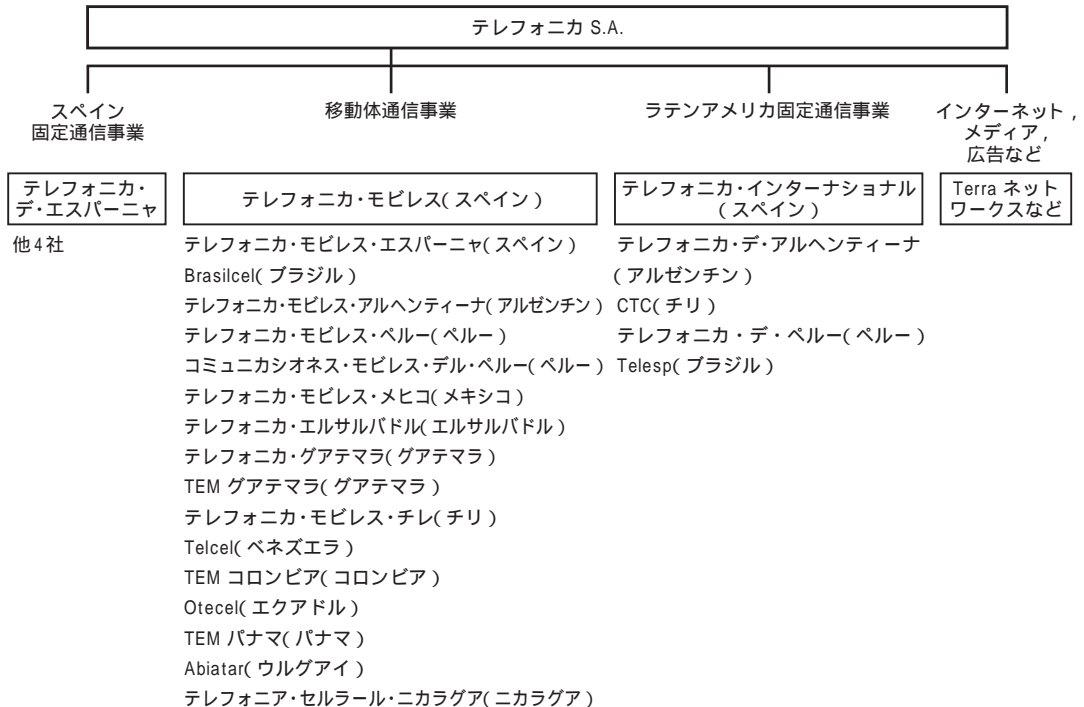 テレフォニカ S.A.
スペイン
固定通信事業
移動体通信事業
ラテンアメリカ固定通信事業
インターネット,
メディア,
広告など
テレフォニカ・
デ・エスパーニャ
テレフォニカ・モビレス(スペイン)
テレフォニカ・インターナショナル
(スペイン)
Terra ネット
ワークスなど
他4社
テレフォニカ・モビレス・エスパーニャ(スペイン)
Brasilcel(ブラジル)
テレフォニカ・モビレス・アルヘンティーナ(アルゼンチン)
テレフォニカ・モビレス・ペルー(ペルー)
コミュニカシオネス・モビレス・デル・ペルー(ペルー)
テレフォニカ・モビレス・メヒコ(メキシコ)
テレフォニカ・エルサルバドル(エルサルバドル)
テレフォニカ・グアテマラ(グアテマラ)
TEM グアテマラ(グアテマラ)
テレフォニカ・モビレス・チレ(チリ)
Telcel(ベネズエラ)
TEM コロンビア(コロンビア)
Otecel(エクアドル)
TEM パナマ(パナマ)
Abiatar(ウルグアイ)
テレフォニア・セルラール・ニカラグア(ニカラグア)
テレフォニカ・デ・アルヘンティーナ
(アルゼンチン)
CTC(チリ)
テレフォニカ・デ・ペルー(ペルー)
Telesp(ブラジル)